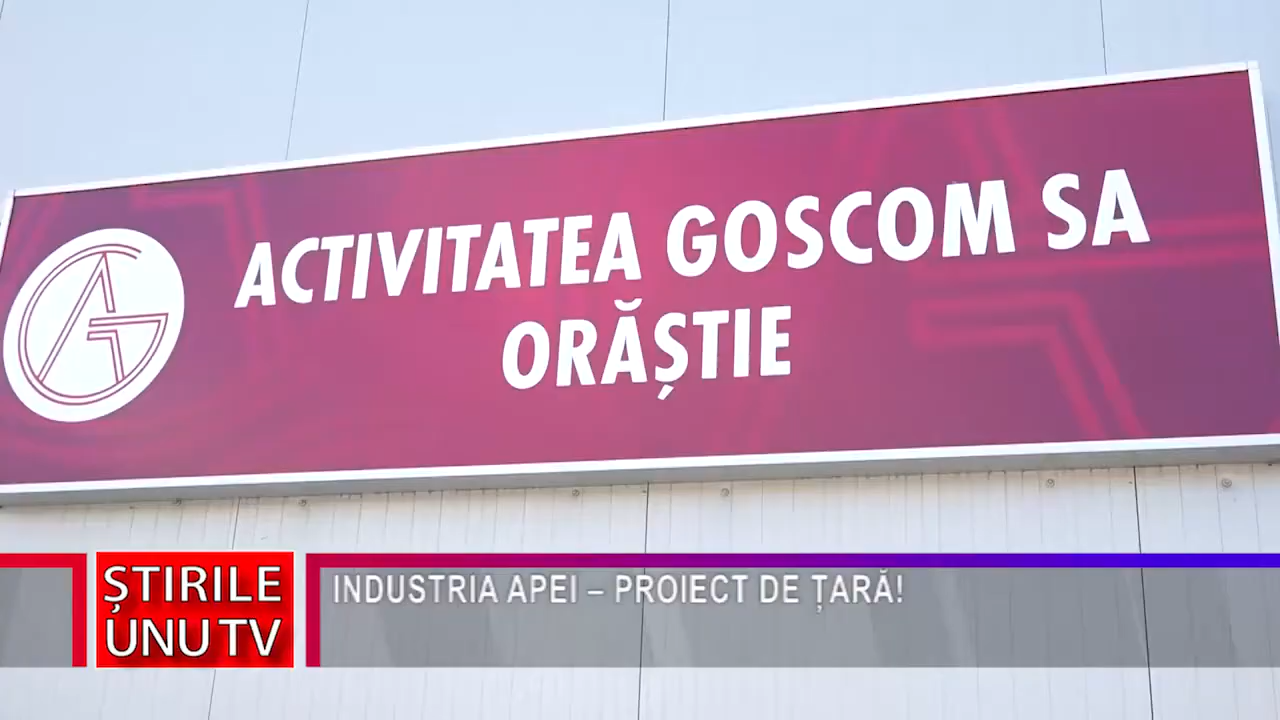 ACTIVITATEA GOSCOM SA
ORĂȘTIE
ȘTIRILE
UNU TV
INDUSTRIA APEI – PROIECT DE ȚARĂ!